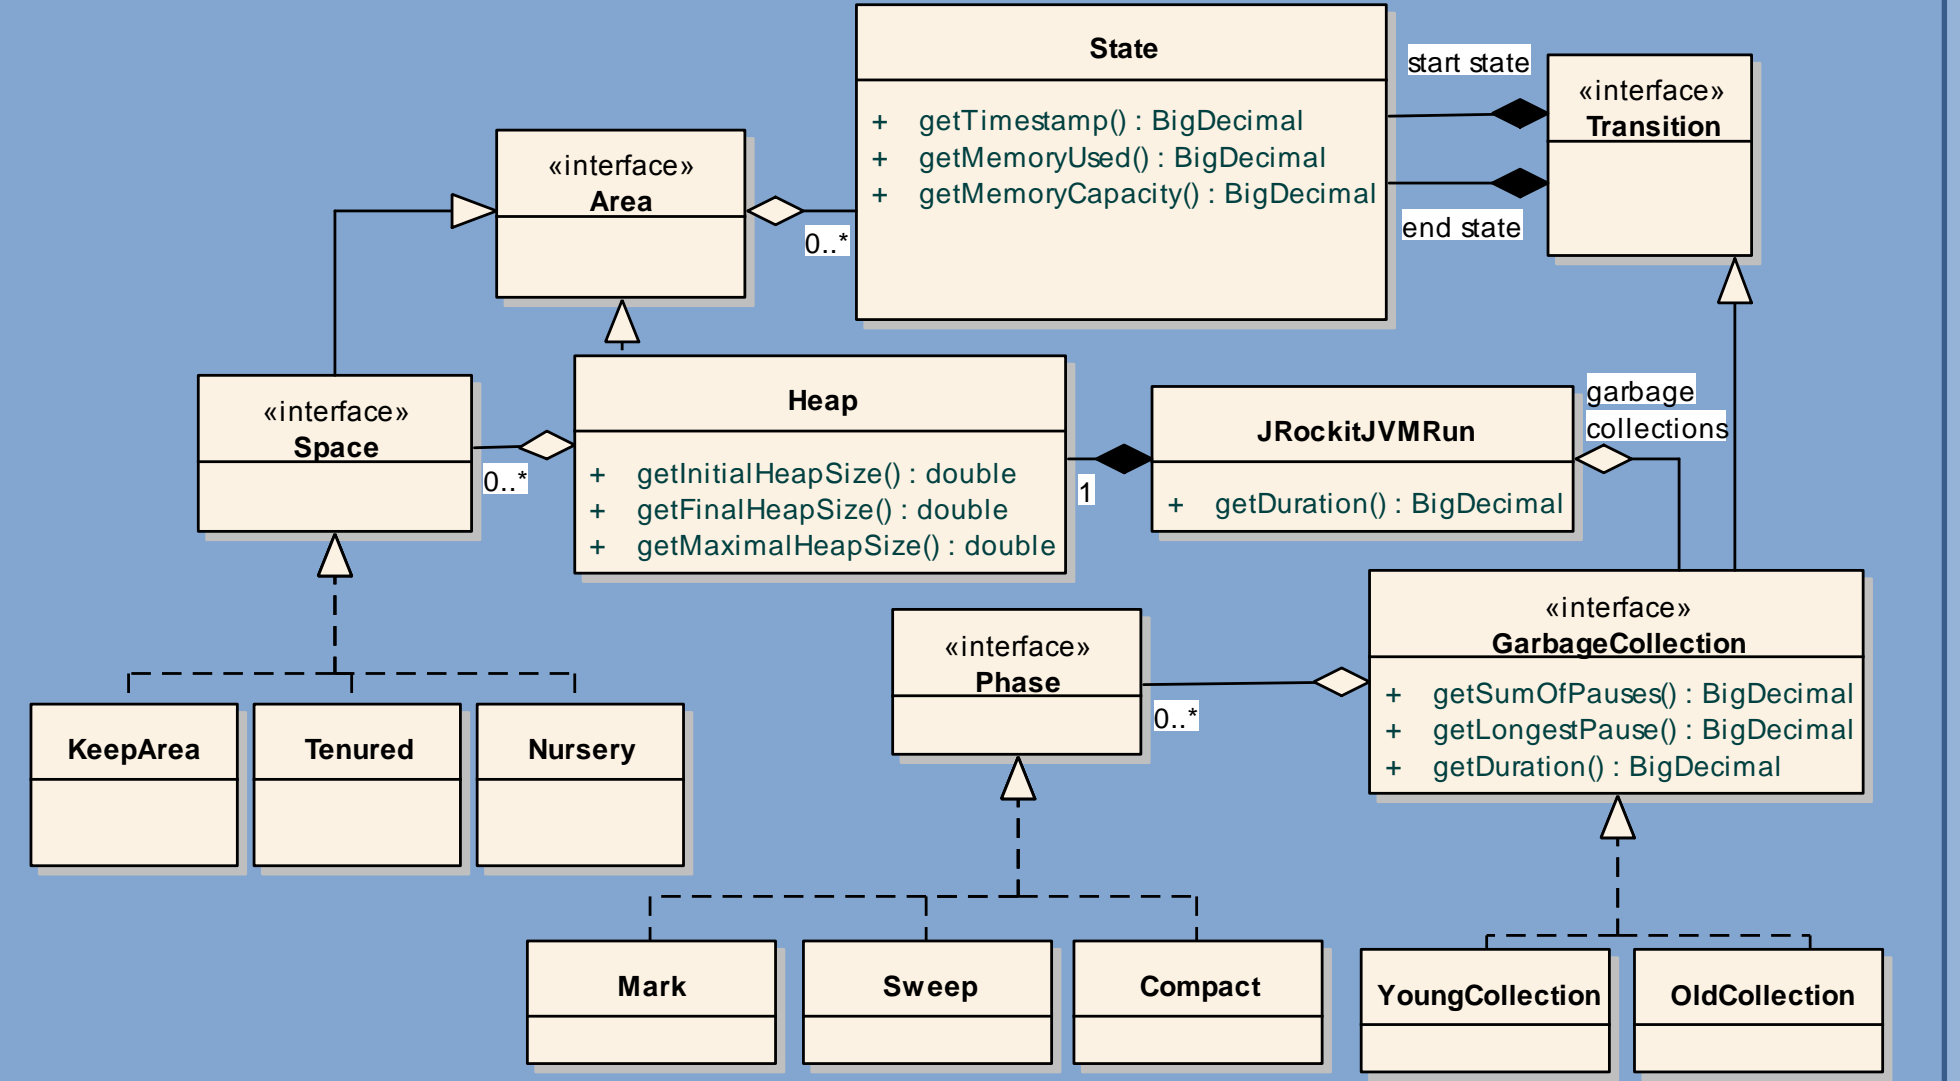 State
+ getTimestamp() : BigDecimal
+ getMemoryUsed() : BigDecimal
+ getMemoryCapacity() : BigDecimal
start state
end state
«interface»
Transition
«interface»
Area
0..*
«interface»
Space
0..*
Heap
+ getInitialHeapSize() : double
+ getFinalHeapSize() : double
+ getMaximalHeapSize() : double
1
JRockitJVMRun
+ getDuration() : BigDecimal
garbage
collections
«interface»
Phase
0..*
«interface»
GarbageCollection
+ getSumOfPauses() : BigDecimal
+ getLongestPause() : BigDecimal
+ getDuration() : BigDecimal
KeepArea
Tenured
Nursery
Mark
Sweep
Compact
YoungCollection
OldCollection